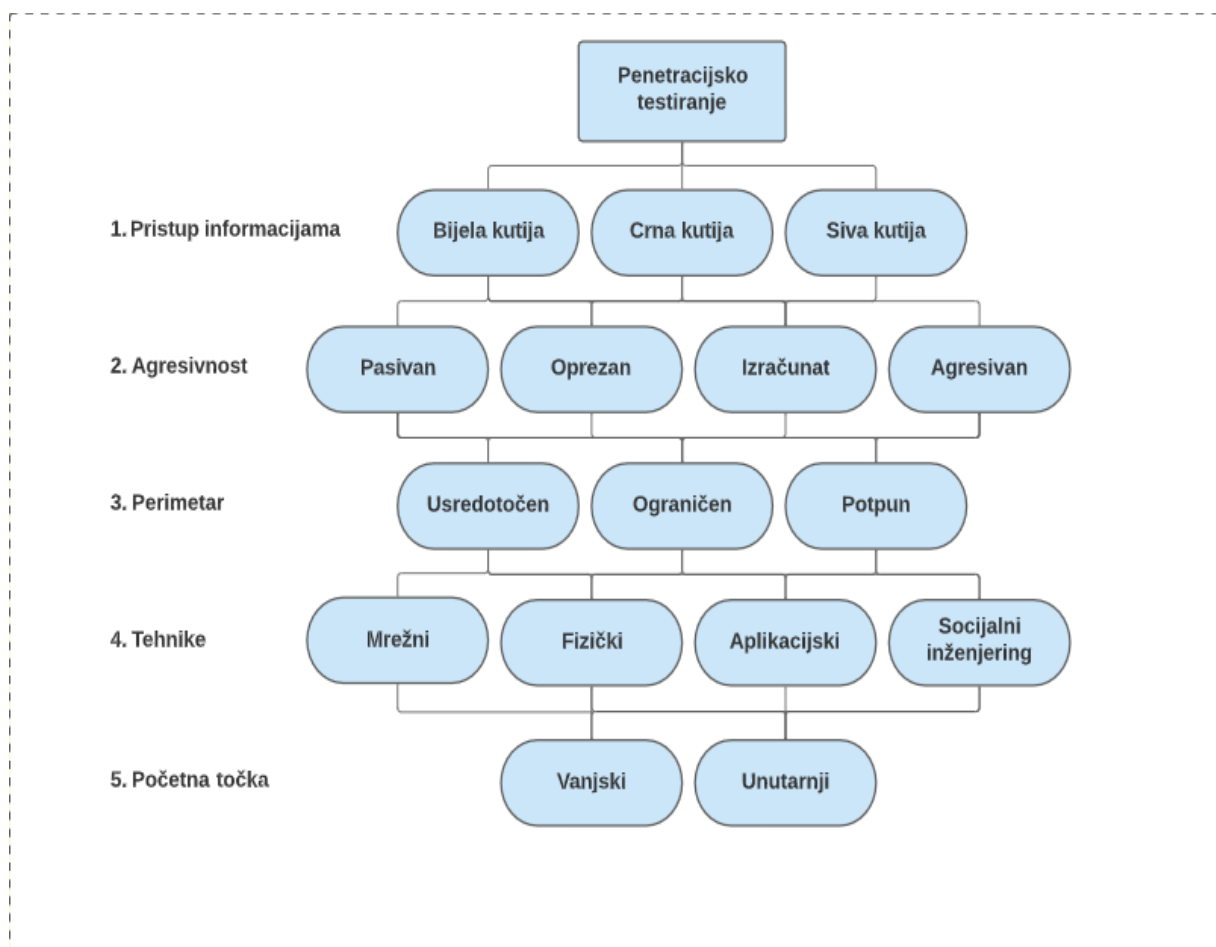 Penetracijsko
testiranje
1. Pristup informacijama
Bijela kutija
Crna kutija
Siva kutija
2. Agresivnost
Pasivan
Oprezan
Izračunat
Agresivan
3. Perimetar
Usredotočen
Ograničen
Potpun
4. Tehnike
Mrežni
Fizički
Aplikacijski
Socijalni
inženjering
5. Početna točka
Vanjski
Unutarnji